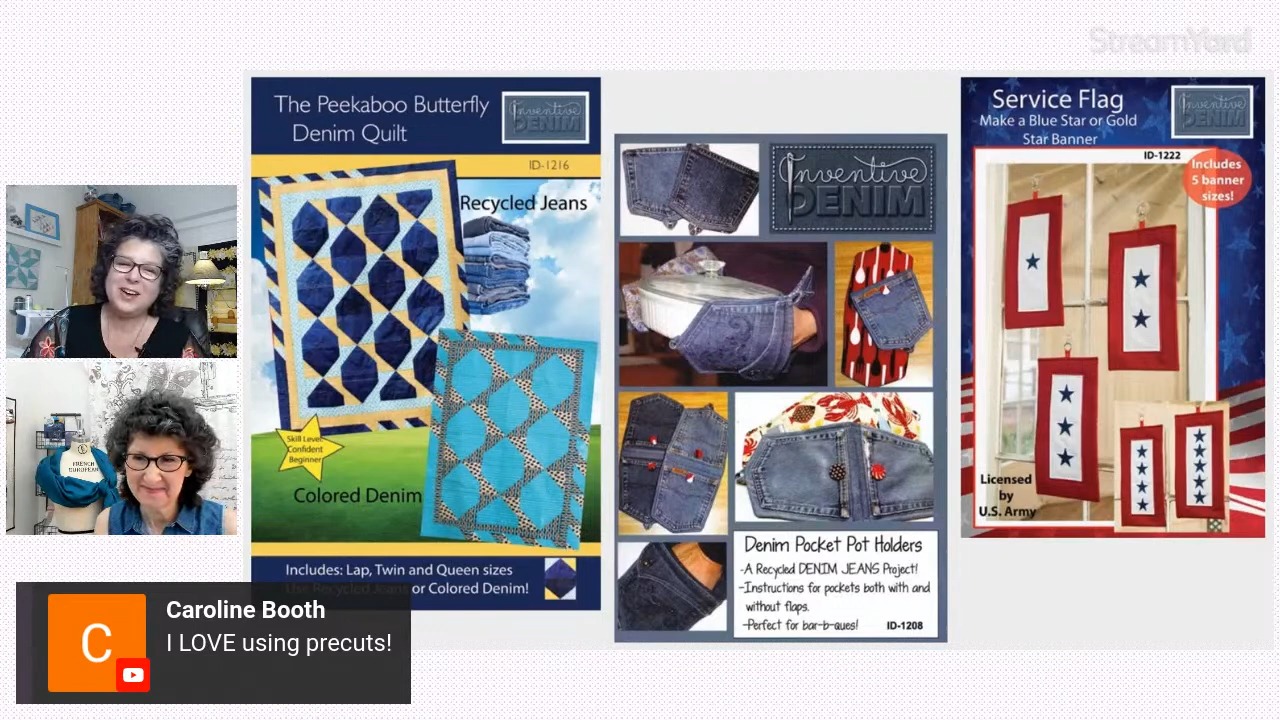 StreamYard
The Peekaboo Butterfly
Denim Quilt
Inventive
DENIM
ID-1216
Recycled Jeans
Skill Level:
Confident
Beginner
Colored Denim
Includes: Lap, Twin and Queen sizes
Use Recycled Jeans or Colored Denim!
Inventive
DENIM
Denim Pocket Pot Holders
-A Recycled DENIM JEANS Project!
-Instructions for pockets both with and
without flaps.
-Perfect for bar-b-ques!
ID-1208
Service Flag
Make a Blue Star or Gold
Star Banner
Inventive
DENIM
ID-1222
Includes
5 banner
sizes!
Licensed
by
U.S. Army
FRENCH
EUROPEAN
C
Caroline Booth
I LOVE using precuts!